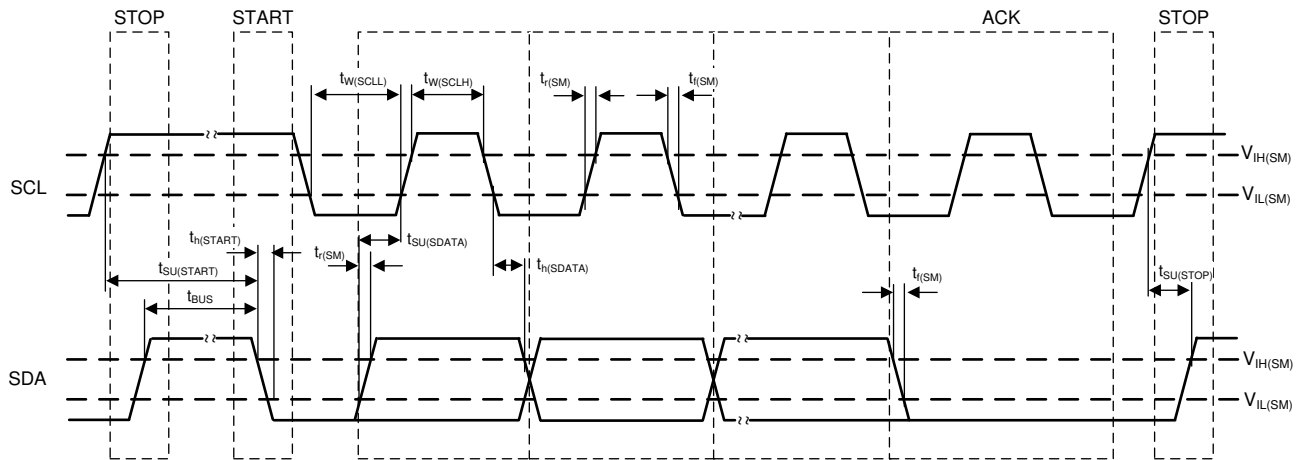 STOP START ACK STOP
tW(SCLL) tW(SCLH) tr(SM) tf(SM)
VIH(SM)
SCL
VIL(SM)
th(START) tr(SM) tSU(SDATA) th(SDATA)
tSU(START) tf(SM) tSU(STOP)
tBUS
VIH(SM)
SDA
VIL(SM)